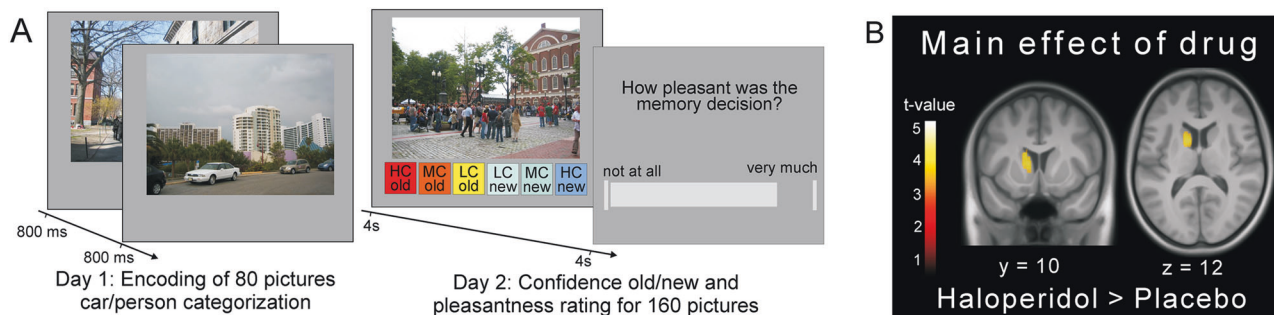 A
HC
old
MC
old
LC
old
LC
new
MC
new
HC
new
How pleasant was the
memory decision?
not at all
very much
800 ms
800 ms
4s
4s
Day 1: Encoding of 80 pictures
car/person categorization
Day 2: Confidence old/new and
pleasantness rating for 160 pictures
B
Main effect of drug
t-value
5
4
3
2
1
y = 10
z = 12
Haloperidol > Placebo